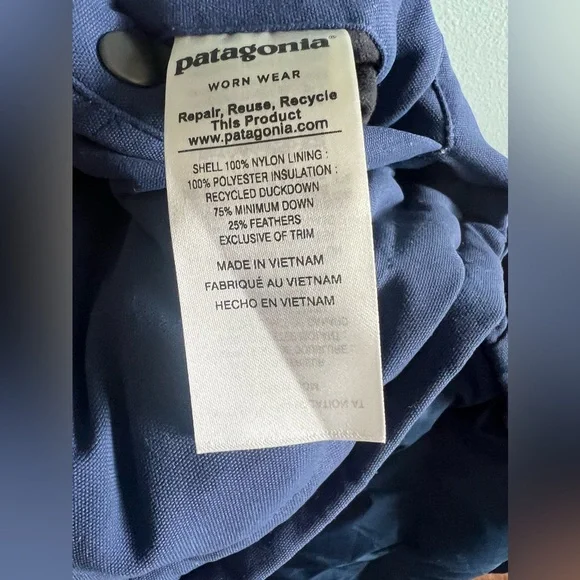 patagonia®
WORN WEAR
Repair, Reuse, Recycle
This Product
www.patagonia.com
SHELL 100% NYLON LINING :
100% POLYESTER INSULATION :
RECYCLED DUCKDOWN
75% MINIMUM DOWN
25% FEATHERS
EXCLUSIVE OF TRIM
MADE IN VIETNAM
FABRIQUÉ AU VIETNAM
HECHO EN VIETNAM